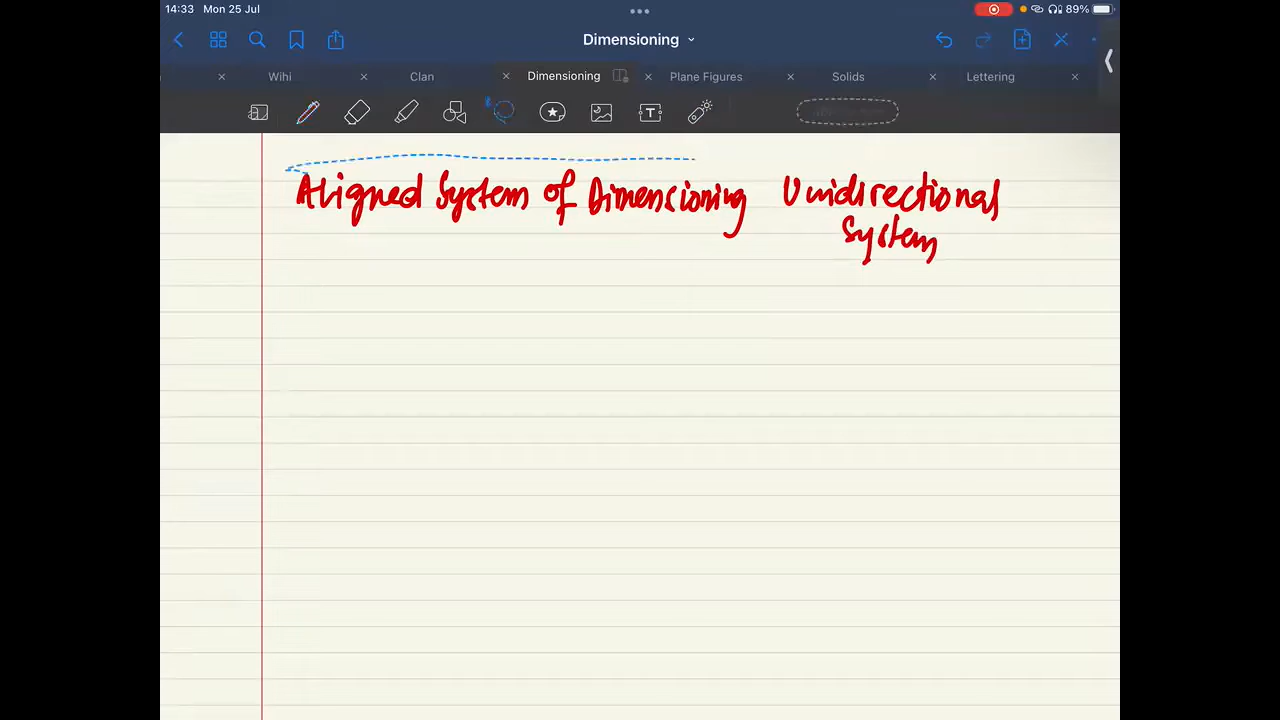 14:33 Mon 25 Jul
89%
Dimensioning
Wihi
Clan
Dimensioning
Plane Figures
Solids
Lettering
T
Aligned System of Dimensioning
Unidirectional
System